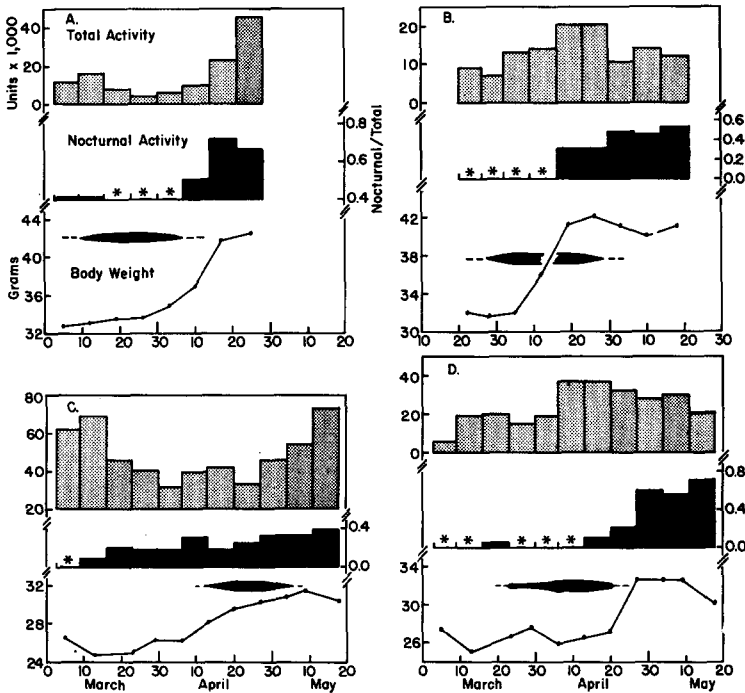 A.
Total Activity
Units x 1,000
40
20
0
Nocturnal Activity
* * *
0.8
0.6
0.4
Nocturnal/Total
Body Weight
Grams
44
40
36
32
0 10 20 30 10 20 30 10 20
B.
20
10
0
* * * *
0.6
0.4
0.2
0.0
42
38
34
30
10 20 30 10 20 30 10 20 30
C.
80
60
40
20
*
0.4
0.0
32
28
24
0 10 20 30 10 20 30 10 20
March April May
D.
40
20
0
* * * * *
0.8
0.4
0.0
34
30
26
0 10 20 30 10 20 30 10 20
March April May